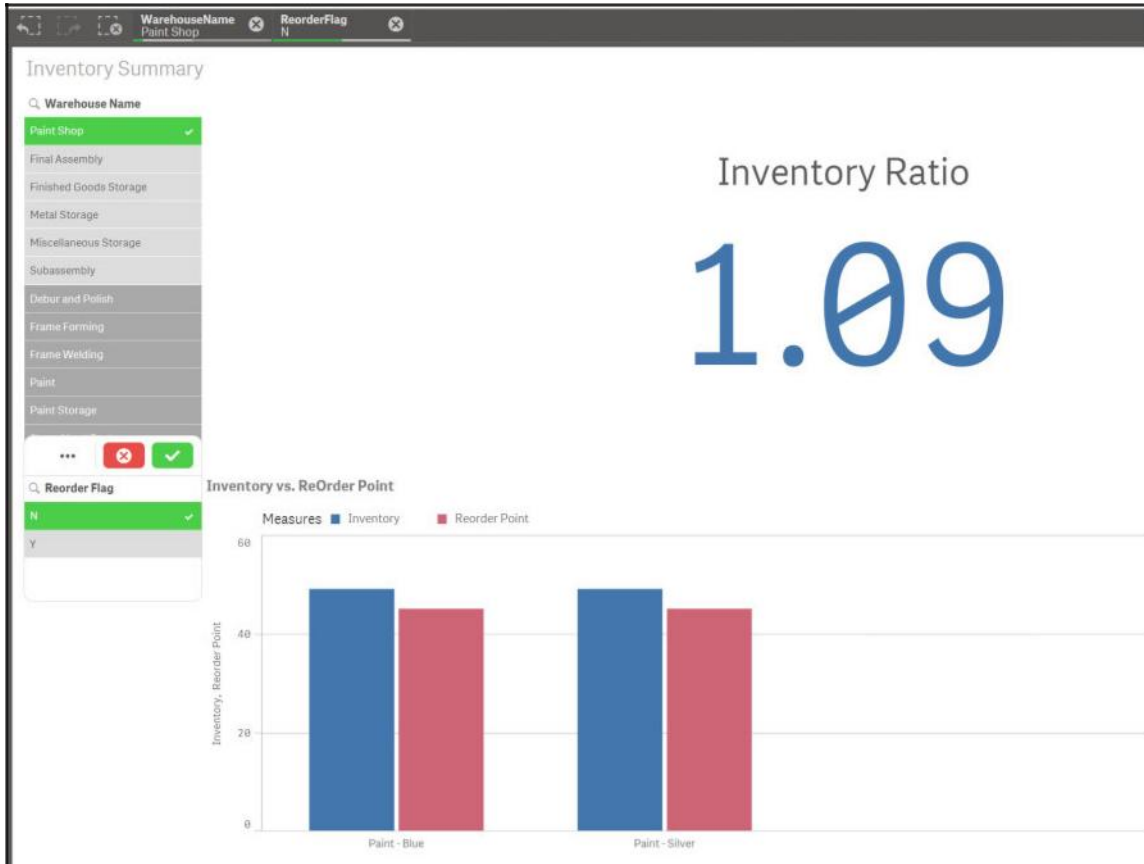 WarehouseName
Paint Shop
ReorderFlag
N
Inventory Summary
Warehouse Name
Paint Shop
Final Assembly
Finished Goods Storage
Metal Storage
Miscellaneous Storage
Subassembly
Debur and Polish
Frame Forming
Frame Welding
Paint
Paint Storage
Reorder Flag
N
Y
Inventory Ratio
1.09
Inventory vs. ReOrder Point
Measures Inventory Reorder Point
60
40
20
0
Inventory, Reorder Point
Paint - Blue
Paint - Silver